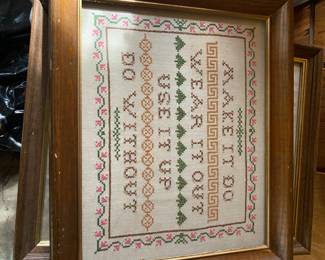 MAKE IT DO
WEAR IT OUT
USE IT UP
DO WITHOUT